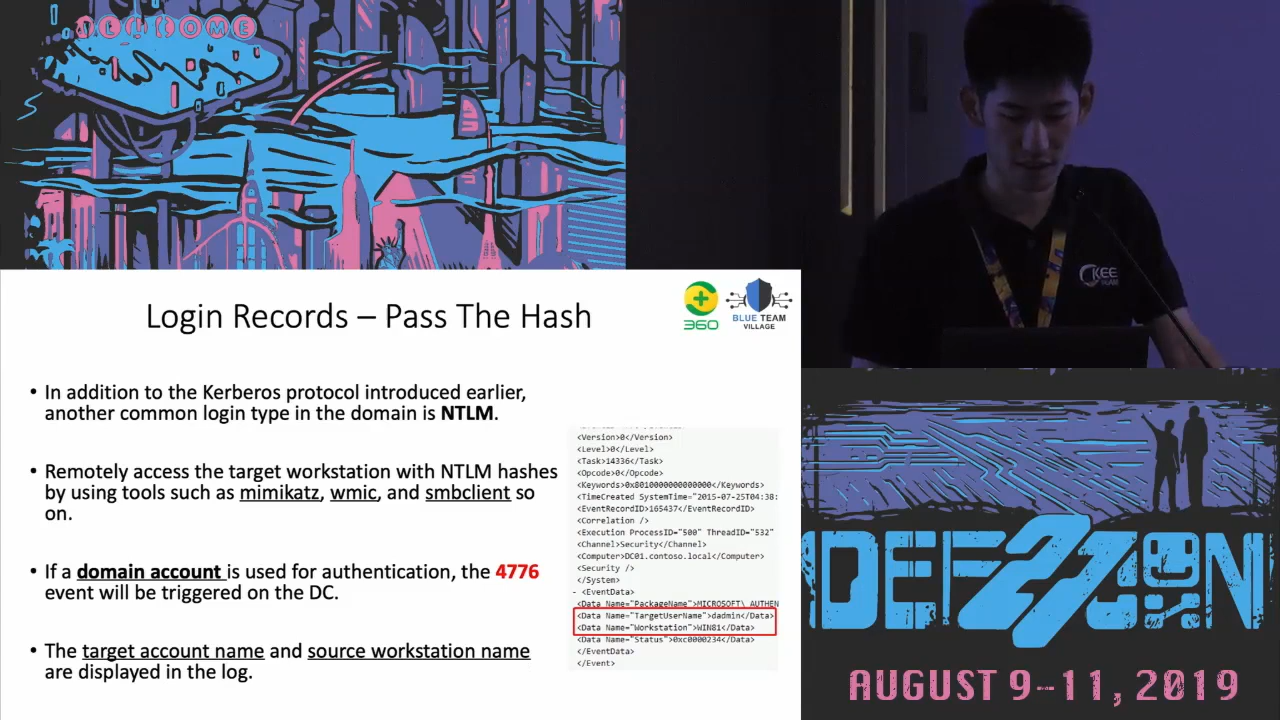 WELCOME
KEE
TEAM
Login Records – Pass The Hash
360
BLUE TEAM
VILLAGE
• In addition to the Kerberos protocol introduced earlier,
another common login type in the domain is NTLM.
• Remotely access the target workstation with NTLM hashes
by using tools such as mimikatz, wmic, and smbclient so
on.
• If a domain account is used for authentication, the 4776
event will be triggered on the DC.
• The target account name and source workstation name
are displayed in the log.
<Version>0</Version>
<Level>0</Level>
<Task>14336</Task>
<Opcode>0</Opcode>
<Keywords>0x8010000000000000</Keywords>
<TimeCreated SystemTime="2015-07-25T04:38:
<EventRecordID>165437</EventRecordID>
<Correlation />
<Execution ProcessID="500" ThreadID="532"
<Channel>Security</Channel>
<Computer>DC01.contoso.local</Computer>
<Security />
</System>
- <EventData>
<Data Name="PackageName">MICROSOFT\_AUTHEN
<Data Name="TargetUserName">dadmin</Data>
<Data Name="Workstation">WIN81</Data>
<Data Name="Status">0xc0000234</Data>
</EventData>
</Event>
DEFCON
27
AUGUST 9-11, 2019